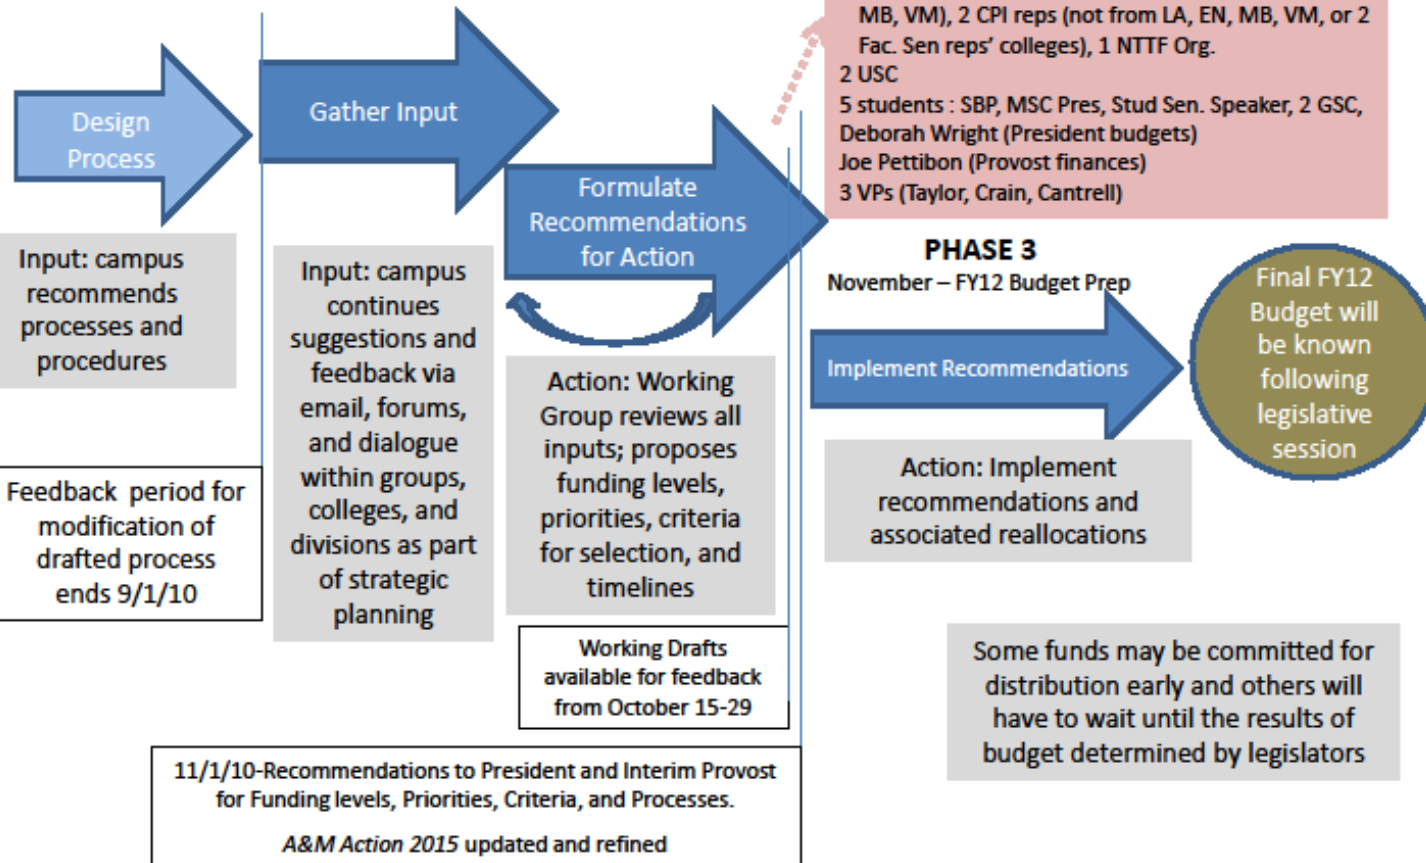 MB, VM), 2 CPI reps (not from LA, EN, MB, VM, or 2
Fac. Sen reps' colleges), 1 NTTF Org.
2 USC
5 students : SBP, MSC Pres, Stud Sen. Speaker, 2 GSC,
Deborah Wright (President budgets)
Joe Pettibon (Provost finances)
3 VPs (Taylor, Crain, Cantrell)
Design
Process
Gather Input
Formulate
Recommendations
for Action
PHASE 3
November – FY12 Budget Prep
Implement Recommendations
Final FY12
Budget will
be known
following
legislative
session
Input: campus
recommends
processes and
procedures
Input: campus
continues
suggestions and
feedback via
email, forums,
and dialogue
within groups,
colleges, and
divisions as part
of strategic
planning
Action: Working
Group reviews all
inputs; proposes
funding levels,
priorities, criteria
for selection, and
timelines
Action: Implement
recommendations and
associated reallocations
Feedback period for
modification of
drafted process
ends 9/1/10
Working Drafts
available for feedback
from October 15-29
Some funds may be committed for
distribution early and others will
have to wait until the results of
budget determined by legislators
11/1/10-Recommendations to President and Interim Provost
for Funding levels, Priorities, Criteria, and Processes.
A&M Action 2015 updated and refined